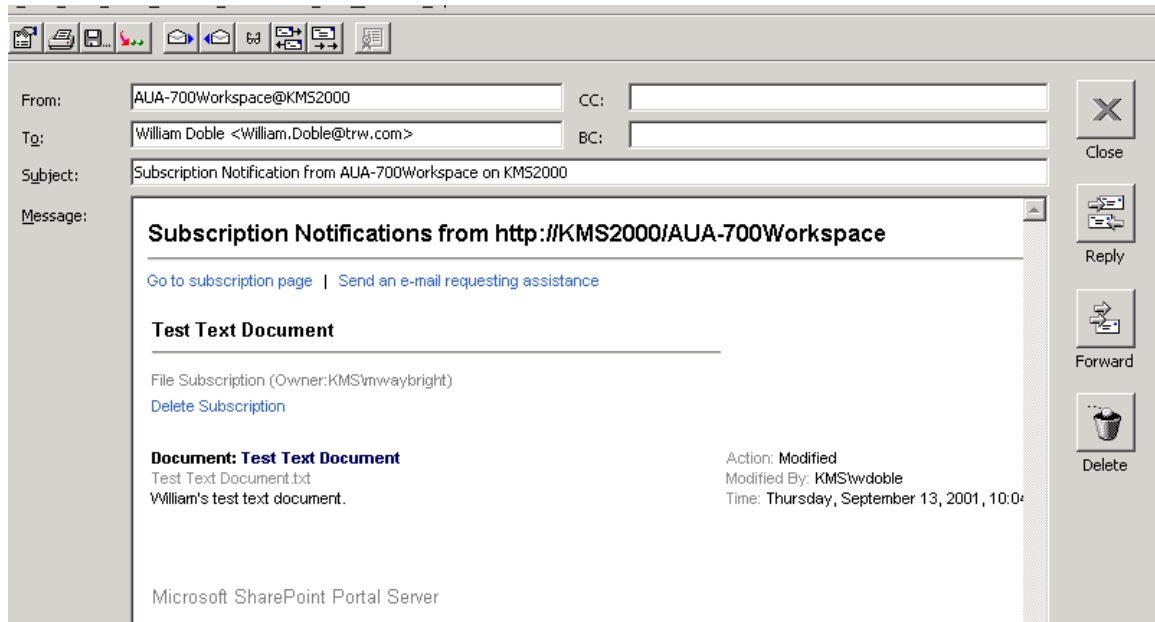 From: AUA-700Workspace@KMS2000 CC:
To: William Doble <William.Doble@trw.com> BC:
Subject: Subscription Notification from AUA-700Workspace on KMS2000
Message:
Close
Reply
Forward
Delete
Subscription Notifications from http://KMS2000/AUA-700Workspace
Go to subscription page | Send an e-mail requesting assistance
Test Text Document
File Subscription (Owner:KMS\mwaybright)
Delete Subscription
Document: Test Text Document Action: Modified
Test Text Document.txt Modified By: KMS\wdoble
William's test text document. Time: Thursday, September 13, 2001, 10:04
Microsoft SharePoint Portal Server